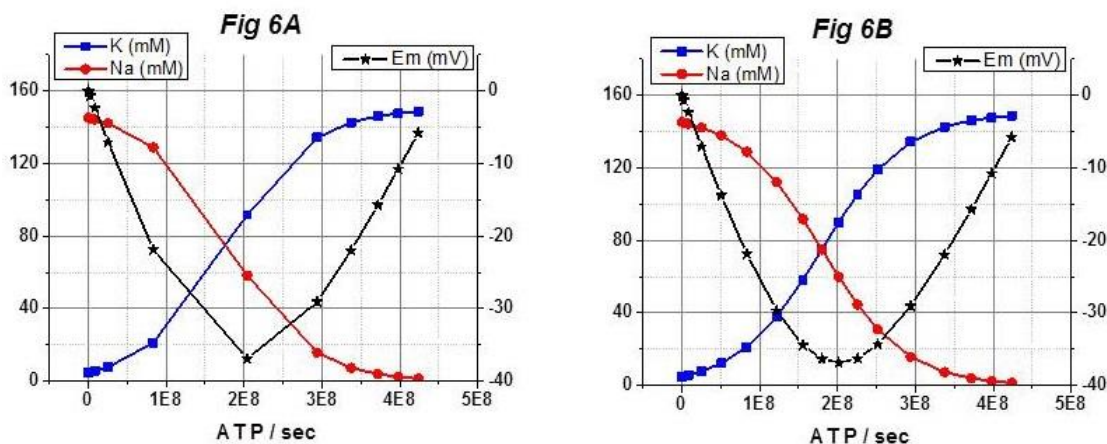 Fig 6A
K (mM)
Na (mM)
Em (mV)
160
120
80
40
0
0
-10
-20
-30
-40
0 1E8 2E8 3E8 4E8 5E8
ATP / sec
Fig 6B
K (mM)
Na (mM)
Em (mV)
160
120
80
40
0
0
-10
-20
-30
-40
0 1E8 2E8 3E8 4E8 5E8
ATP / sec